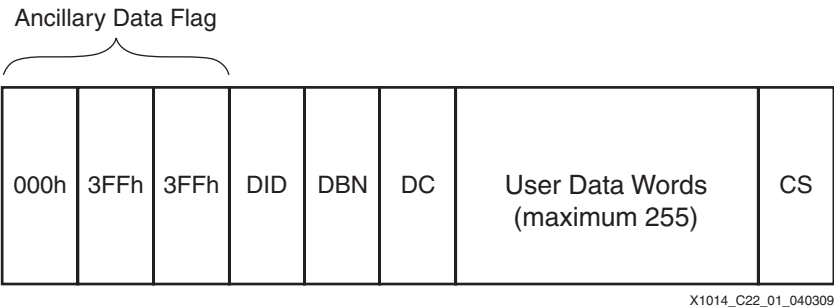 Ancillary Data Flag
000h 3FFh 3FFh DID DBN DC User Data Words CS
(maximum 255)
X1014_C22_01_040309